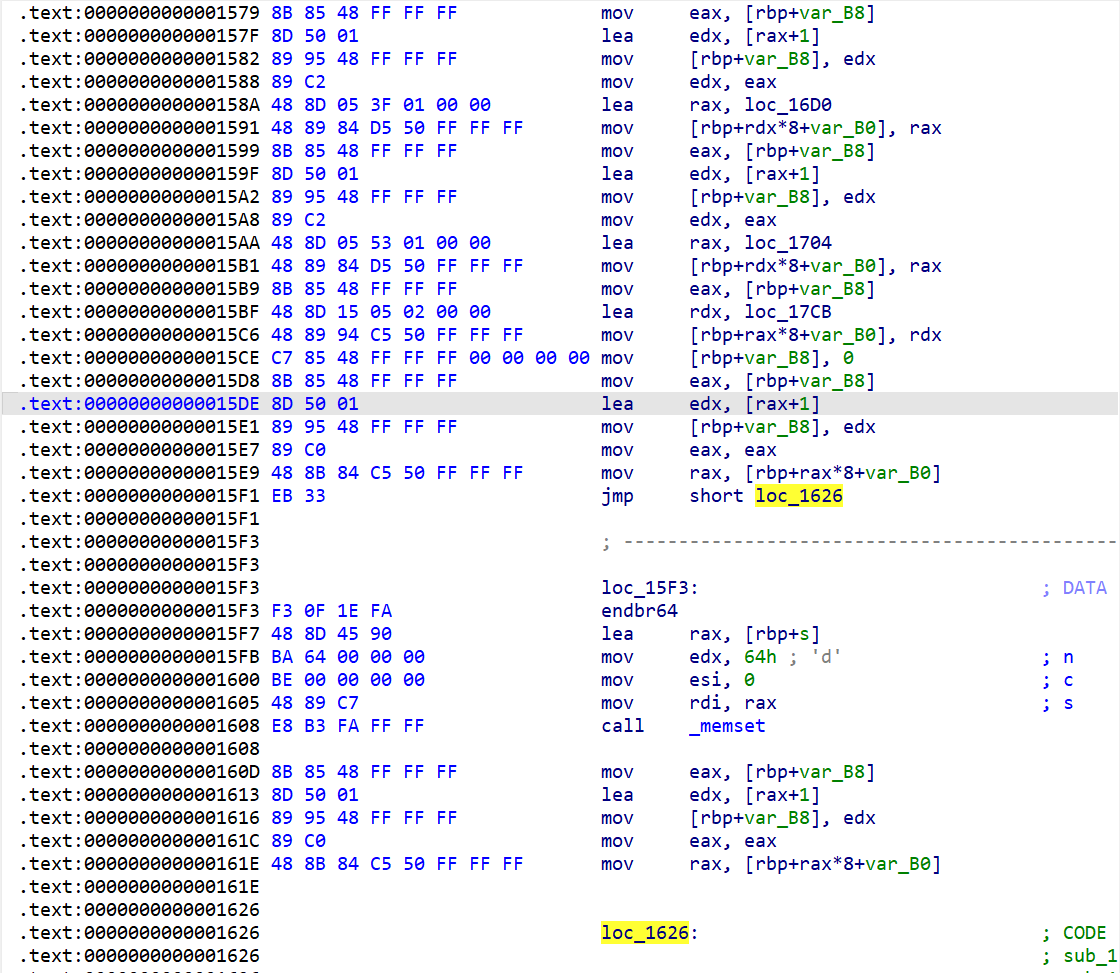 .text:0000000000001579 8B 85 48 FF FF FF mov eax, [rbp+var_B8]
.text:000000000000157F 8D 50 01 lea edx, [rax+1]
.text:0000000000001582 89 95 48 FF FF FF mov [rbp+var_B8], edx
.text:0000000000001588 89 C2 mov edx, eax
.text:000000000000158A 48 8D 05 3F 01 00 00 lea rax, loc_16D0
.text:0000000000001591 48 89 84 D5 50 FF FF FF mov [rbp+rdx*8+var_B0], rax
.text:0000000000001599 8B 85 48 FF FF FF mov eax, [rbp+var_B8]
.text:000000000000159F 8D 50 01 lea edx, [rax+1]
.text:00000000000015A2 89 95 48 FF FF FF mov [rbp+var_B8], edx
.text:00000000000015A8 89 C2 mov edx, eax
.text:00000000000015AA 48 8D 05 53 01 00 00 lea rax, loc_1704
.text:00000000000015B1 48 89 84 D5 50 FF FF FF mov [rbp+rdx*8+var_B0], rax
.text:00000000000015B9 8B 85 48 FF FF FF mov eax, [rbp+var_B8]
.text:00000000000015BF 48 8D 15 05 02 00 00 lea rdx, loc_17CB
.text:00000000000015C6 48 89 94 C5 50 FF FF FF mov [rbp+rax*8+var_B0], rdx
.text:00000000000015CE C7 85 48 FF FF FF 00 00 00 00 mov [rbp+var_B8], 0
.text:00000000000015D8 8B 85 48 FF FF FF mov eax, [rbp+var_B8]
.text:00000000000015DE 8D 50 01 lea edx, [rax+1]
.text:00000000000015E1 89 95 48 FF FF FF mov [rbp+var_B8], edx
.text:00000000000015E7 89 C0 mov eax, eax
.text:00000000000015E9 48 8B 84 C5 50 FF FF FF mov rax, [rbp+rax*8+var_B0]
.text:00000000000015F1 EB 33 jmp short loc_1626
.text:00000000000015F1
.text:00000000000015F3 ; ---------------------------------------------
.text:00000000000015F3
.text:00000000000015F3 loc_15F3: ; DATA
.text:00000000000015F3 F3 0F 1E FA endbr64
.text:00000000000015F7 48 8D 45 90 lea rax, [rbp+s]
.text:00000000000015FB BA 64 00 00 00 mov edx, 64h ; 'd' ; n
.text:0000000000001600 BE 00 00 00 00 mov esi, 0 ; c
.text:0000000000001605 48 89 C7 mov rdi, rax ; s
.text:0000000000001608 E8 B3 FA FF FF call _memset
.text:0000000000001608
.text:000000000000160D 8B 85 48 FF FF FF mov eax, [rbp+var_B8]
.text:0000000000001613 8D 50 01 lea edx, [rax+1]
.text:0000000000001616 89 95 48 FF FF FF mov [rbp+var_B8], edx
.text:000000000000161C 89 C0 mov eax, eax
.text:000000000000161E 48 8B 84 C5 50 FF FF FF mov rax, [rbp+rax*8+var_B0]
.text:000000000000161E
.text:0000000000001626
.text:0000000000001626 loc_1626: ; CODE
.text:0000000000001626 ; sub_1